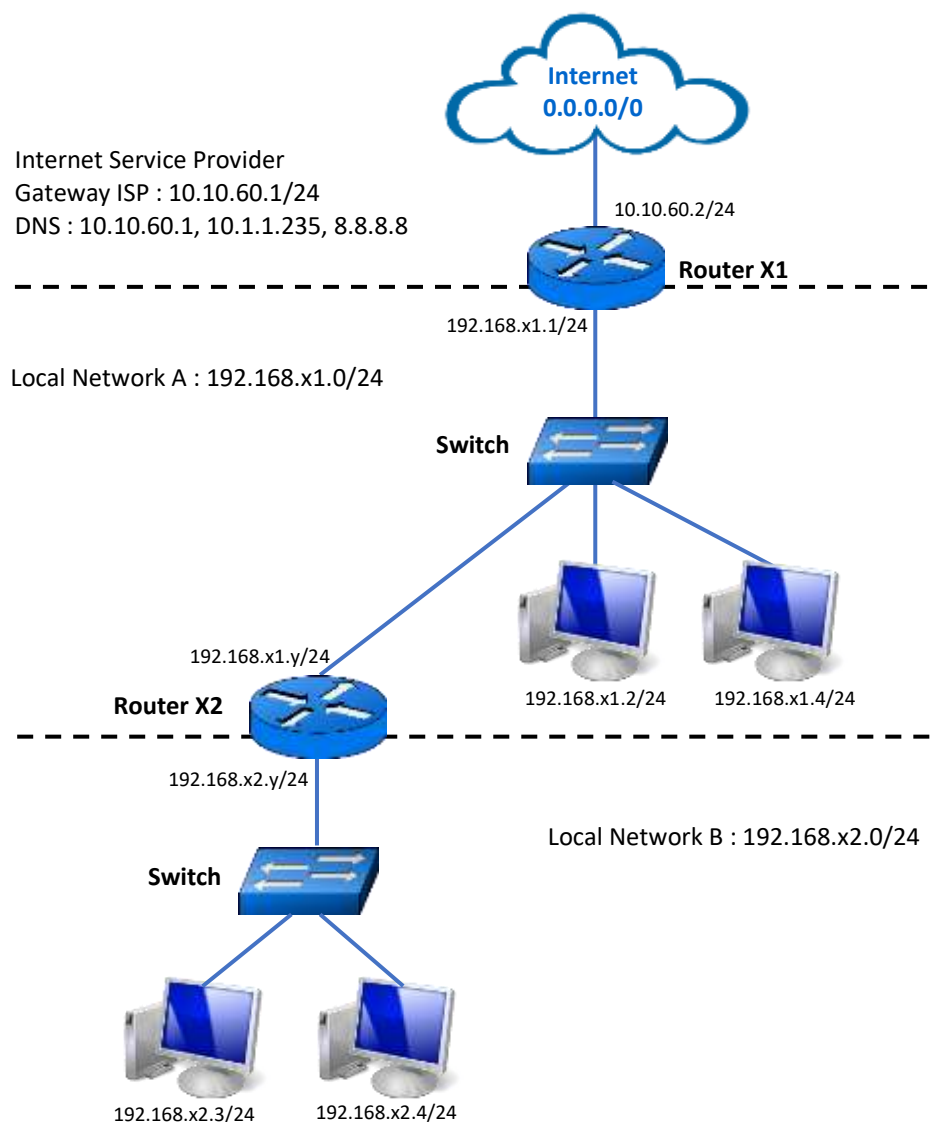 Internet
0.0.0.0/0
Internet Service Provider
Gateway ISP : 10.10.60.1/24
DNS : 10.10.60.1, 10.1.1.235, 8.8.8.8
10.10.60.2/24
Router X1
192.168.x1.1/24
Local Network A : 192.168.x1.0/24
Switch
192.168.x1.y/24
Router X2
192.168.x1.2/24
192.168.x1.4/24
192.168.x2.y/24
Local Network B : 192.168.x2.0/24
Switch
192.168.x2.3/24
192.168.x2.4/24